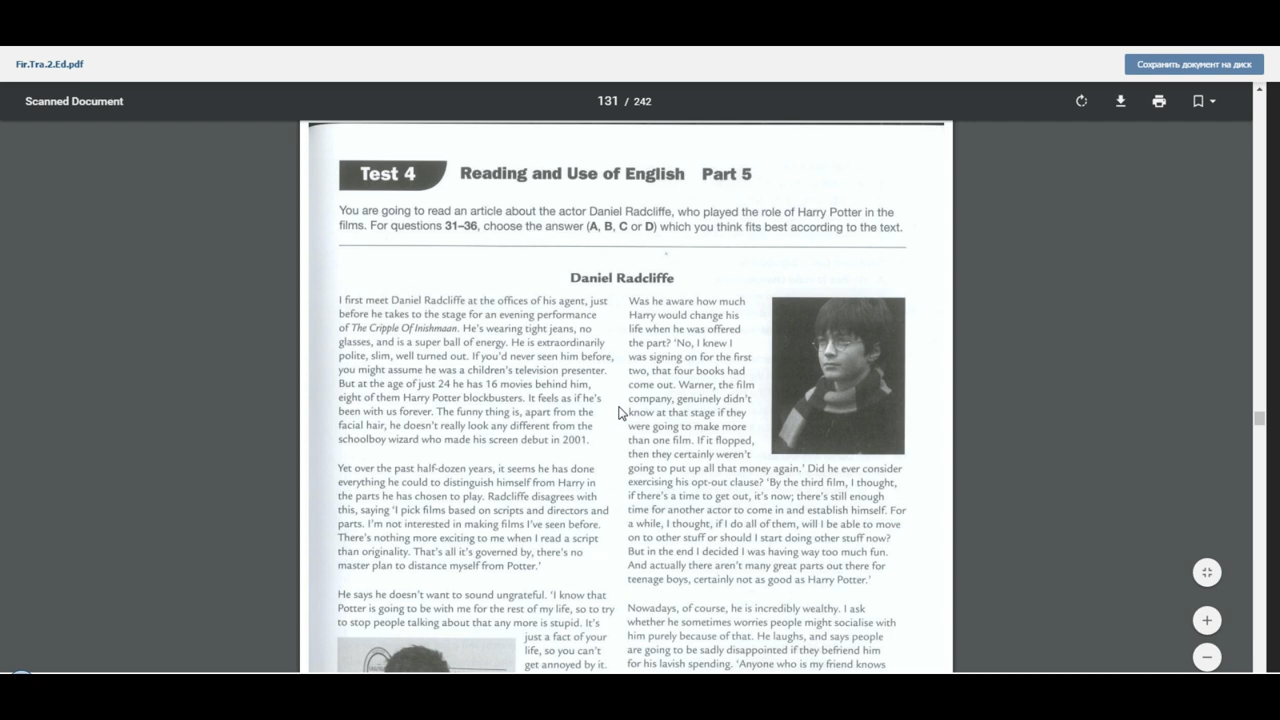 Fir.Tra.2.Ed.pdf
Сохранить документ на диск
Scanned Document
131 / 242
Test 4
Reading and Use of English Part 5
You are going to read an article about the actor Daniel Radcliffe, who played the role of Harry Potter in the
films. For questions 31–36, choose the answer (A, B, C or D) which you think fits best according to the text.
Daniel Radcliffe
I first meet Daniel Radcliffe at the offices of his agent, just
before he takes to the stage for an evening performance
of The Cripple Of Inishmaan. He's wearing tight jeans, no
glasses, and is a super ball of energy. He is extraordinarily
polite, slim, well turned out. If you'd never seen him before,
you might assume he was a children's television presenter.
But at the age of just 24 he has 16 movies behind him,
eight of them Harry Potter blockbusters. It feels as if he's
been with us forever. The funny thing is, apart from the
facial hair, he doesn't really look any different from the
schoolboy wizard who made his screen debut in 2001.
Yet over the past half-dozen years, it seems he has done
everything he could to distinguish himself from Harry in
the parts he has chosen to play. Radcliffe disagrees with
this, saying 'I pick films based on scripts and directors and
parts. I'm not interested in making films I've seen before.
There's nothing more exciting to me when I read a script
than originality. That's all it's governed by, there's no
master plan to distance myself from Potter.'
He says he doesn't want to sound ungrateful. 'I know that
Potter is going to be with me for the rest of my life, so to try
to stop people talking about that any more is stupid. It's
just a fact of your
life, so you can't
get annoyed by it.
Was he aware how much
Harry would change his
life when he was offered
the part? 'No, I knew I
was signing on for the first
two, that four books had
come out. Warner, the film
company, genuinely didn't
know at that stage if they
were going to make more
than one film. If it flopped,
then they certainly weren't
going to put up all that money again.' Did he ever consider
exercising his opt-out clause? 'By the third film, I thought,
if there's a time to get out, it's now; there's still enough
time for another actor to come in and establish himself. For
a while, I thought, if I do all of them, will I be able to move
on to other stuff or should I start doing other stuff now?
But in the end I decided I was having way too much fun.
And actually there aren't many great parts out there for
teenage boys, certainly not as good as Harry Potter.'
Nowadays, of course, he is incredibly wealthy. I ask
whether he sometimes worries people might socialise with
him purely because of that. He laughs, and says people
are going to be sadly disappointed if they befriend him
for his lavish spending. 'Anyone who is my friend knows